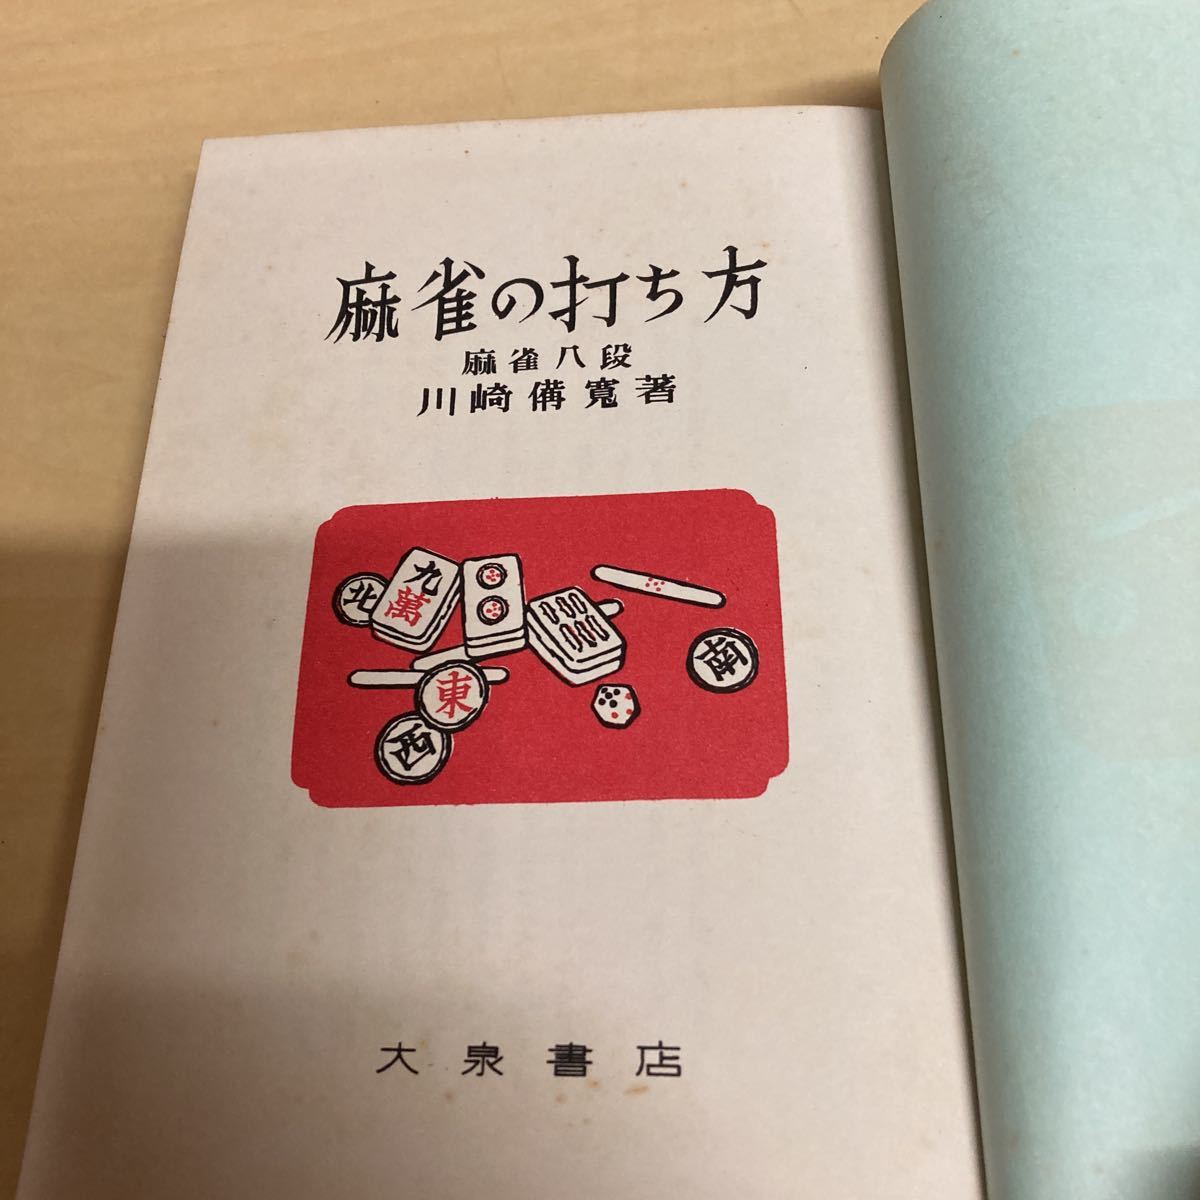 麻雀の打ち方
麻雀八段
川崎備寛著
北
九萬
東
南
西
大泉書店